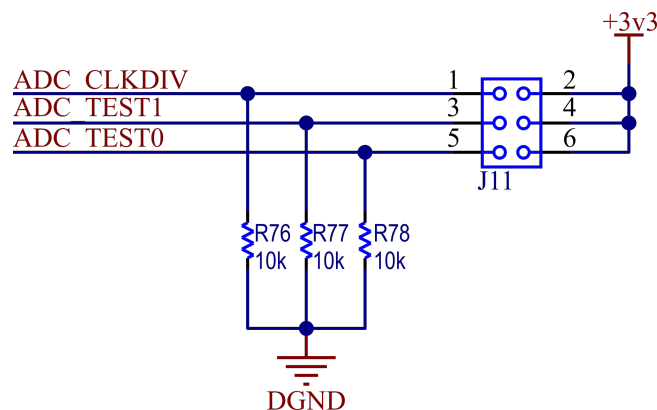 +3v3
ADC_CLKDIV 1 2
ADC_TEST1 3 4
ADC_TEST0 5 6
J11
R76 R77 R78
10k 10k 10k
DGND